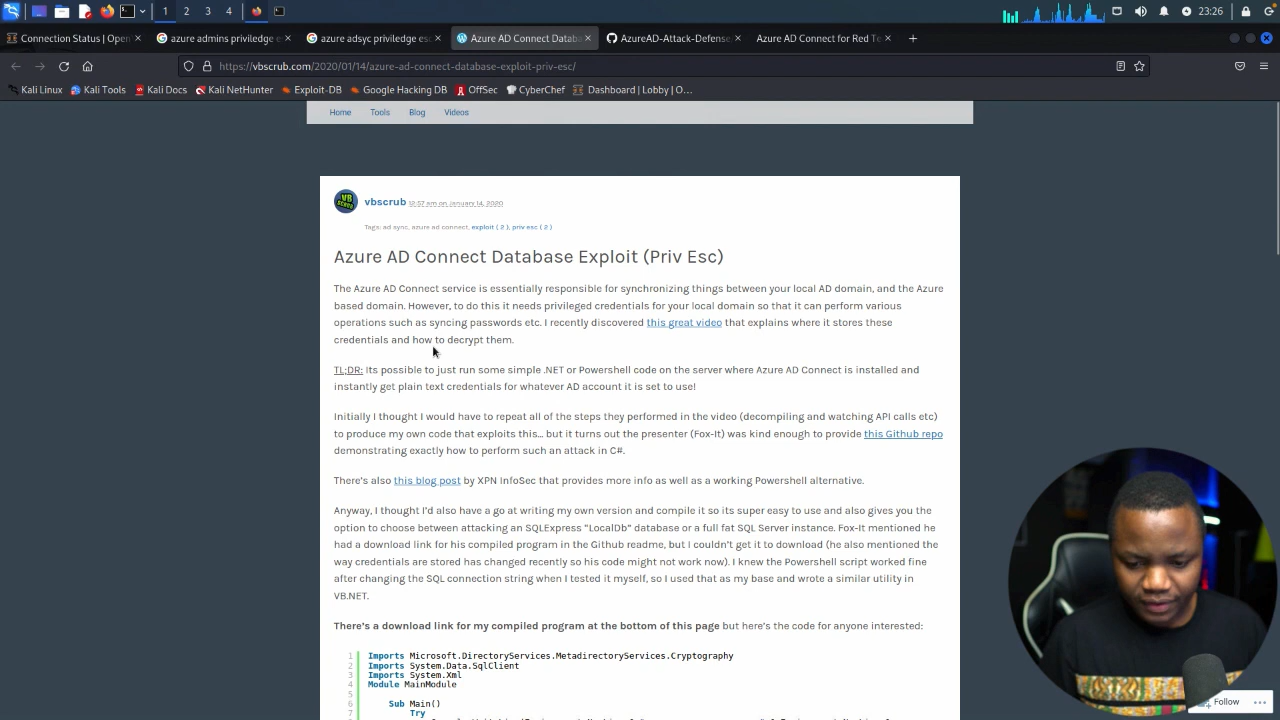 1 2 3 4 23:26
Connection Status | Open
azure admins priviledge e
azure adsyc priviledge es
Azure AD Connect Datab
AzureAD-Attack-Defense
Azure AD Connect for Red Te
https://vbscrub.com/2020/01/14/azure-ad-connect-database-exploit-priv-esc/
Kali Linux Kali Tools Kali Docs Kali NetHunter Exploit-DB Google Hacking DB OffSec CyberChef Dashboard | Lobby | O…
Home Tools Blog Videos
VB SCRUB
vbscrub 12:57 am on January 14, 2020
Tags: ad sync, azure ad connect, exploit ( 2 ), priv esc ( 2 )
Azure AD Connect Database Exploit (Priv Esc)
The Azure AD Connect service is essentially responsible for synchronizing things between your local AD domain, and the Azure
based domain. However, to do this it needs privileged credentials for your local domain so that it can perform various
operations such as syncing passwords etc. I recently discovered this great video that explains where it stores these
credentials and how to decrypt them.
TL;DR: Its possible to just run some simple .NET or Powershell code on the server where Azure AD Connect is installed and
instantly get plain text credentials for whatever AD account it is set to use!
Initially I thought I would have to repeat all of the steps they performed in the video (decompiling and watching API calls etc)
to produce my own code that exploits this… but it turns out the presenter (Fox-It) was kind enough to provide this Github repo
demonstrating exactly how to perform such an attack in C#.
There's also this blog post by XPN InfoSec that provides more info as well as a working Powershell alternative.
Anyway, I thought I'd also have a go at writing my own version and compile it so its super easy to use and also gives you the
option to choose between attacking an SQLExpress "LocalDb" database or a full fat SQL Server instance. Fox-It mentioned he
had a download link for his compiled program in the Github readme, but I couldn't get it to download (he also mentioned the
way credentials are stored has changed recently so his code might not work now). I knew the Powershell script worked fine
after changing the SQL connection string when I tested it myself, so I used that as my base and wrote a similar utility in
VB.NET.
There's a download link for my compiled program at the bottom of this page but here's the code for anyone interested:
1 Imports Microsoft.DirectoryServices.MetadirectoryServices.Cryptography
2 Imports System.Data.SqlClient
3 Imports System.Xml
4 Module MainModule
5
6 Sub Main()
7 Try
Follow